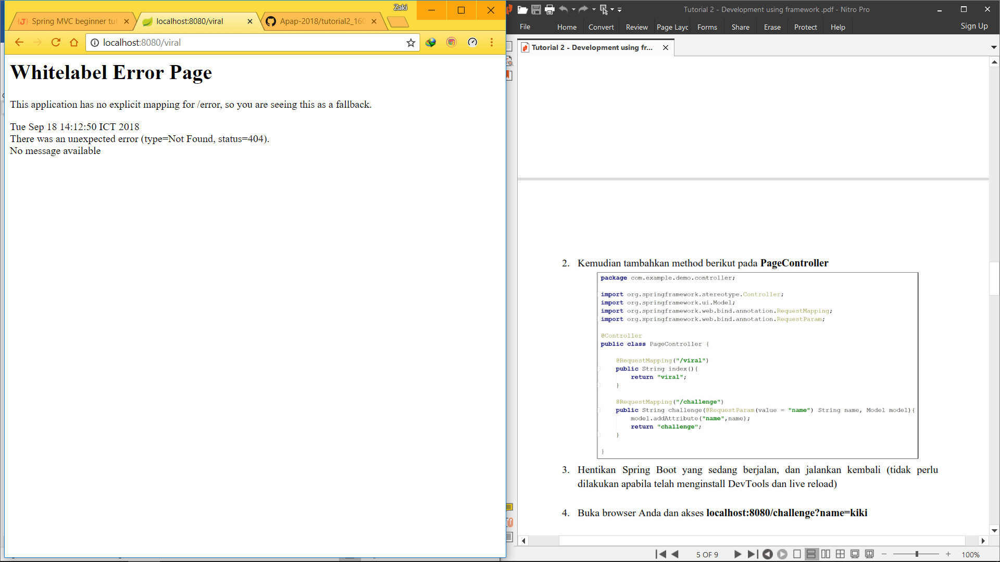 Zaki
Spring MVC beginner tut
localhost:8080/viral
Apap-2018/tutorial2_160
localhost:8080/viral
Whitelabel Error Page
This application has no explicit mapping for /error, so you are seeing this as a fallback.
Tue Sep 18 14:12:50 ICT 2018
There was an unexpected error (type=Not Found, status=404).
No message available
Tutorial 2 - Development using framework .pdf - Nitro Pro
File
Home
Convert
Review
Page Layo
Forms
Share
Erase
Protect
Help
Sign Up
Tutorial 2 - Development using fr...
2. Kemudian tambahkan method berikut pada PageController
package com.example.demo.controller;
import org.springframework.stereotype.Controller;
import org.springframework.ui.Model;
import org.springframework.web.bind.annotation.RequestMapping;
import org.springframework.web.bind.annotation.RequestParam;
@Controller
public class PageController {
@RequestMapping("/viral")
public String index(){
return "viral";
}
@RequestMapping("/challenge")
public String challenge(@RequestParam(value = "name") String name, Model model){
model.addAttribute("name",name);
return "challenge";
}
}
3. Hentikan Spring Boot yang sedang berjalan, dan jalankan kembali (tidak perlu
dilakukan apabila telah menginstall DevTools dan live reload)
4. Buka browser Anda dan akses localhost:8080/challenge?name=kiki
5 OF 9
100%